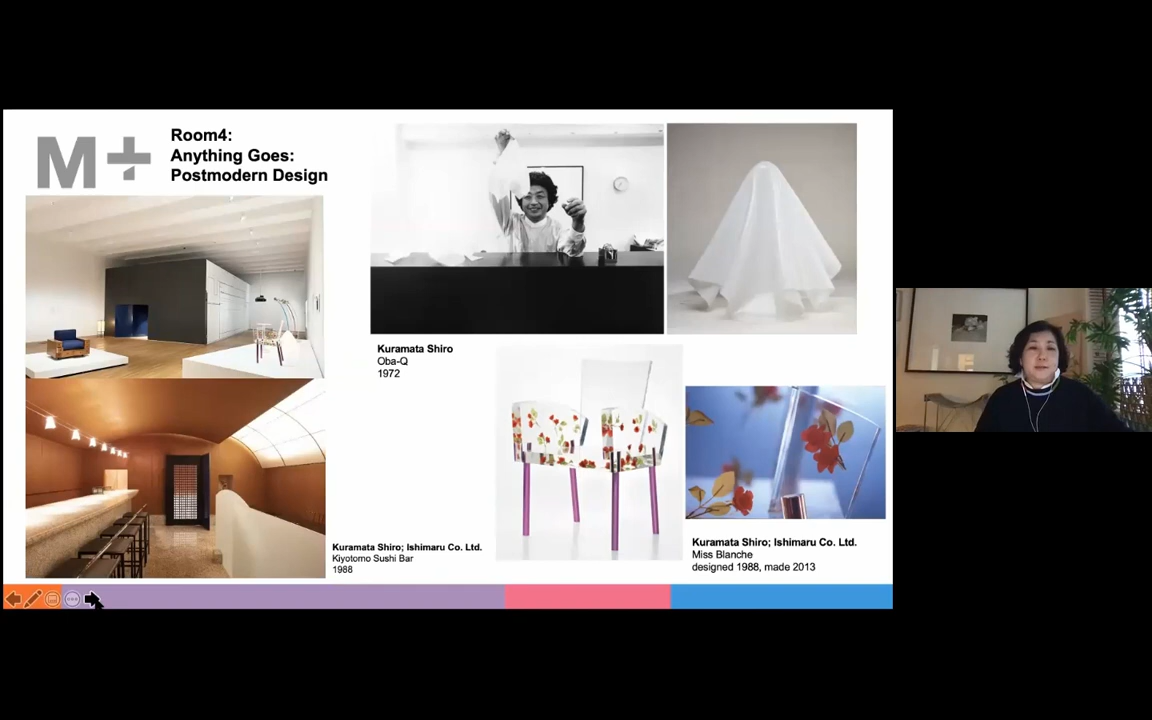 M+
Room4:
Anything Goes:
Postmodern Design
Kuramata Shiro
Oba-Q
1972
Kuramata Shiro; Ishimaru Co. Ltd.
Kiyotomo Sushi Bar
1988
Kuramata Shiro; Ishimaru Co. Ltd.
Miss Blanche
designed 1988, made 2013